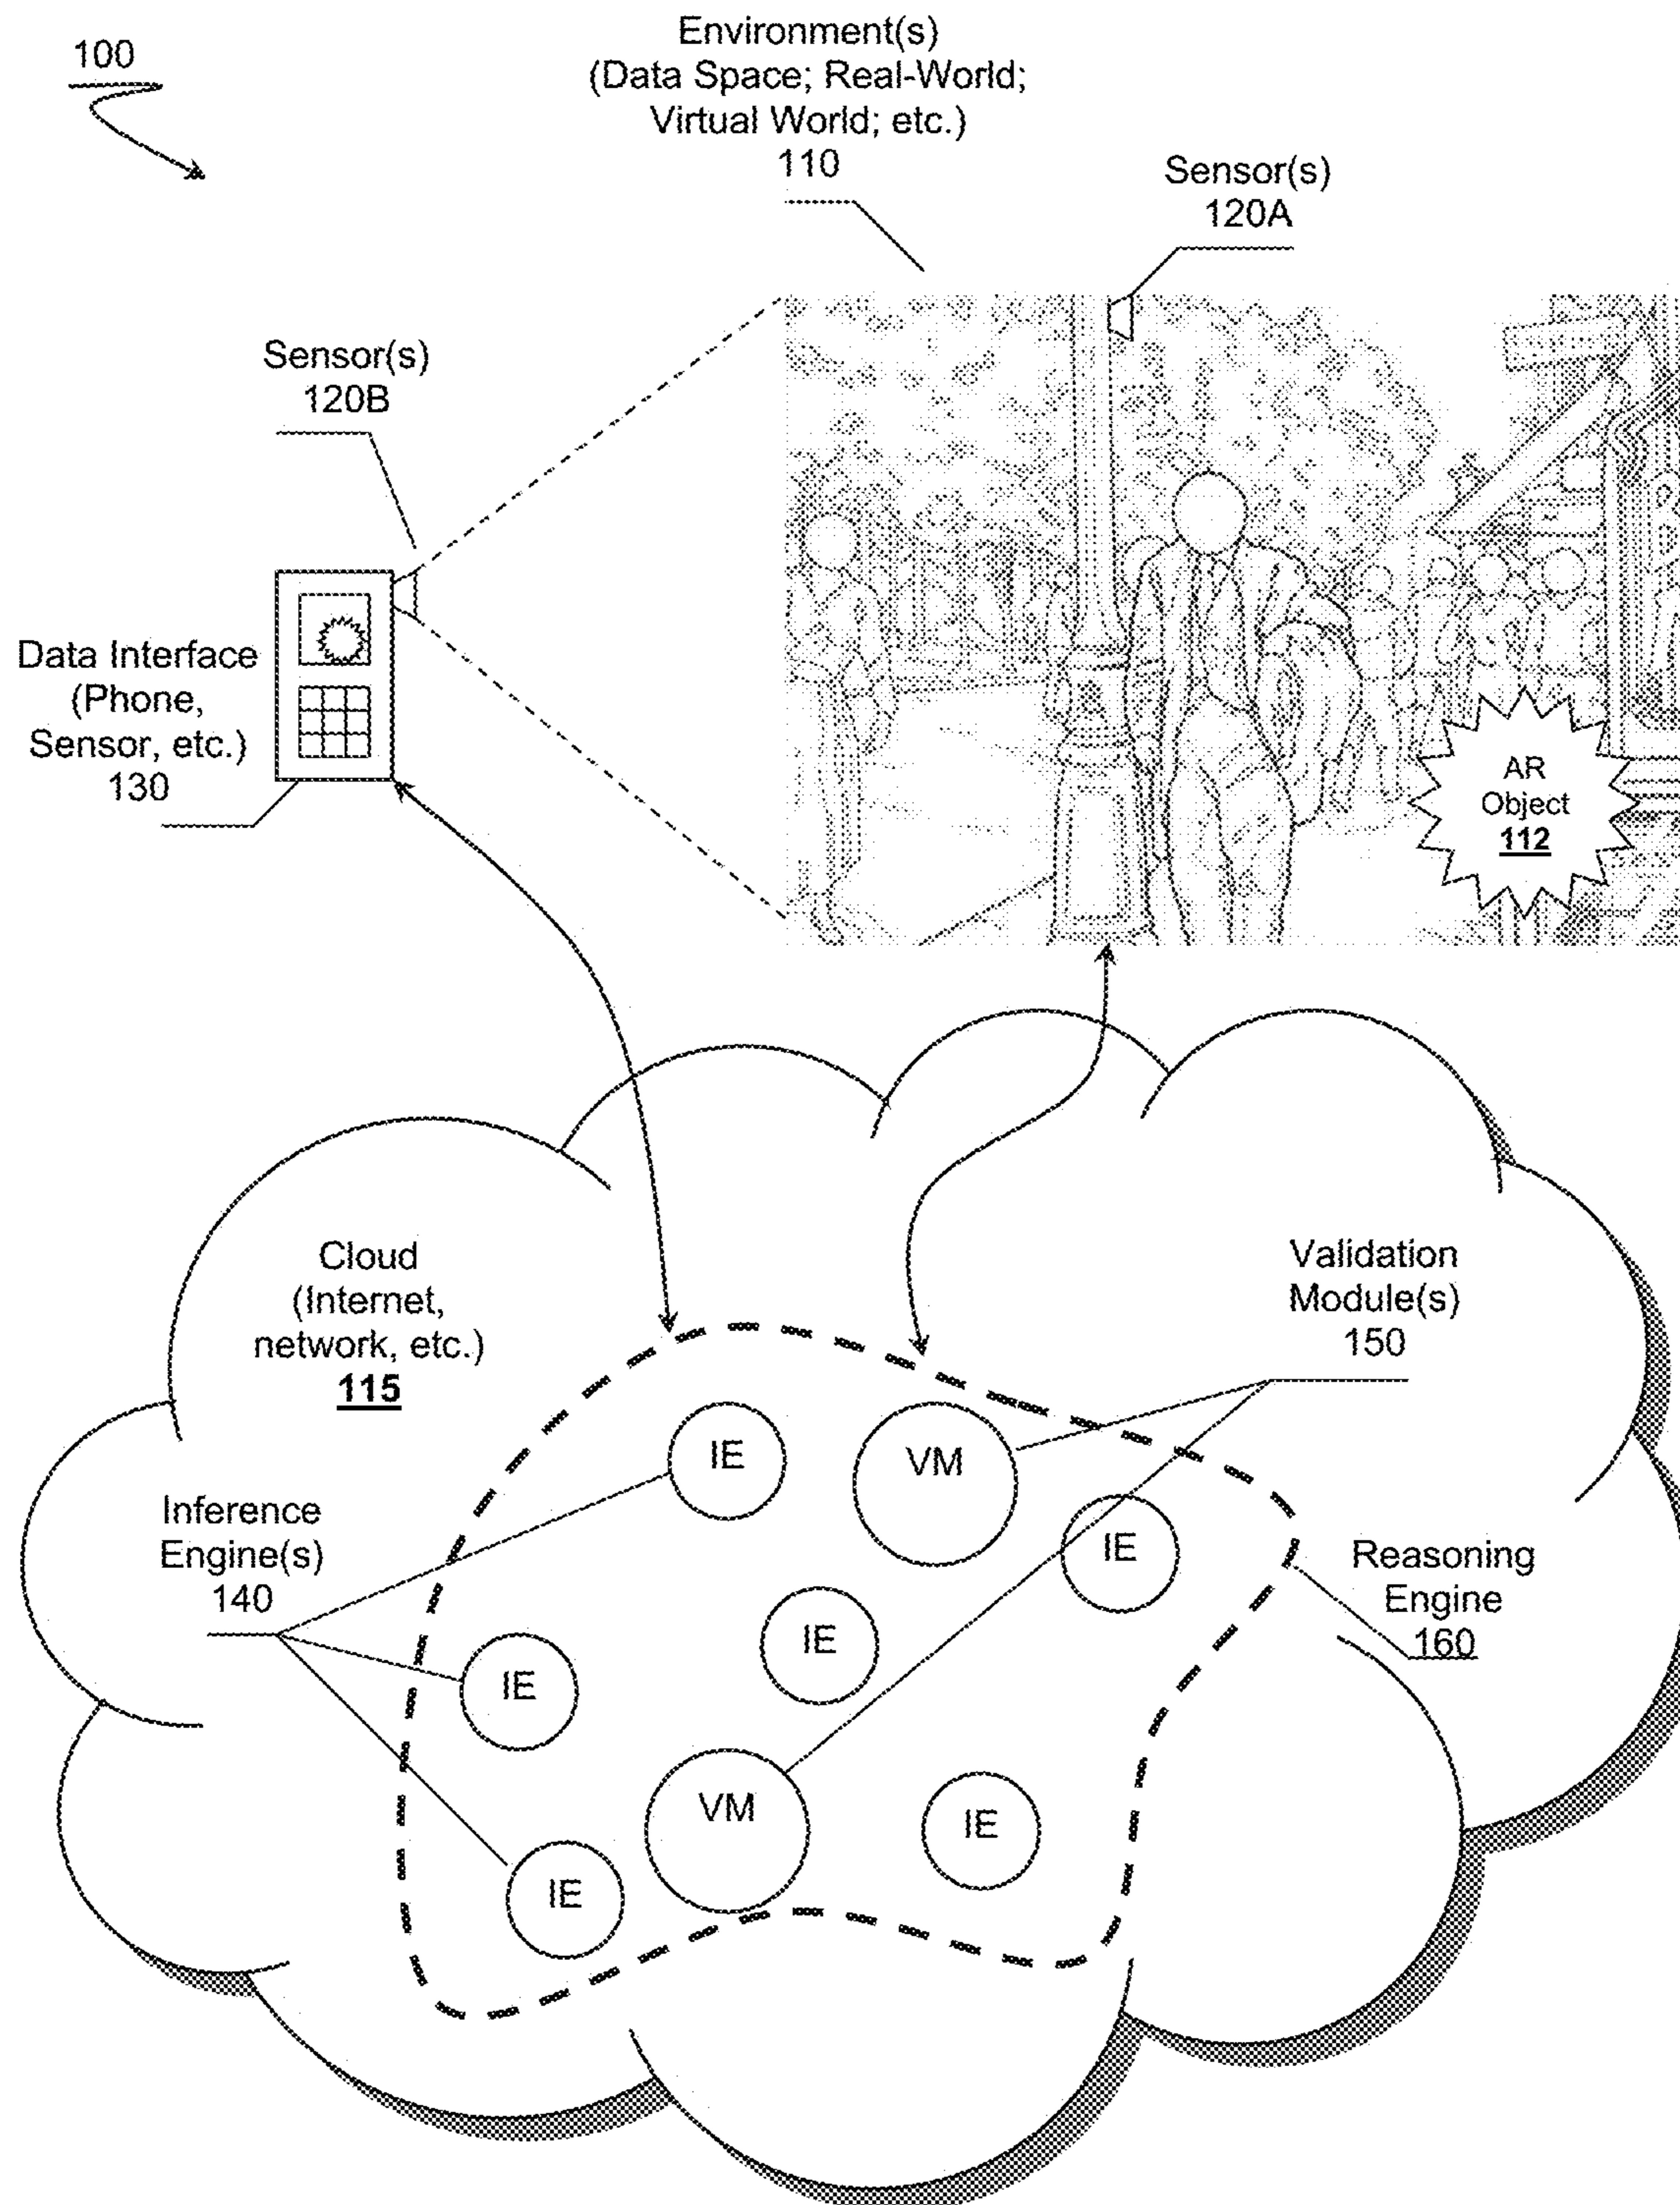 100
Environment(s)
(Data Space; Real-World;
Virtual World; etc.)
110
Sensor(s)
120A
Sensor(s)
120B
Data Interface
(Phone,
Sensor, etc.)
130
AR
Object
112
Cloud
(Internet,
network, etc.)
115
Validation
Module(s)
150
IE
VM
Inference
Engine(s)
140
IE
Reasoning
Engine
160
IE
IE
VM
IE
IE